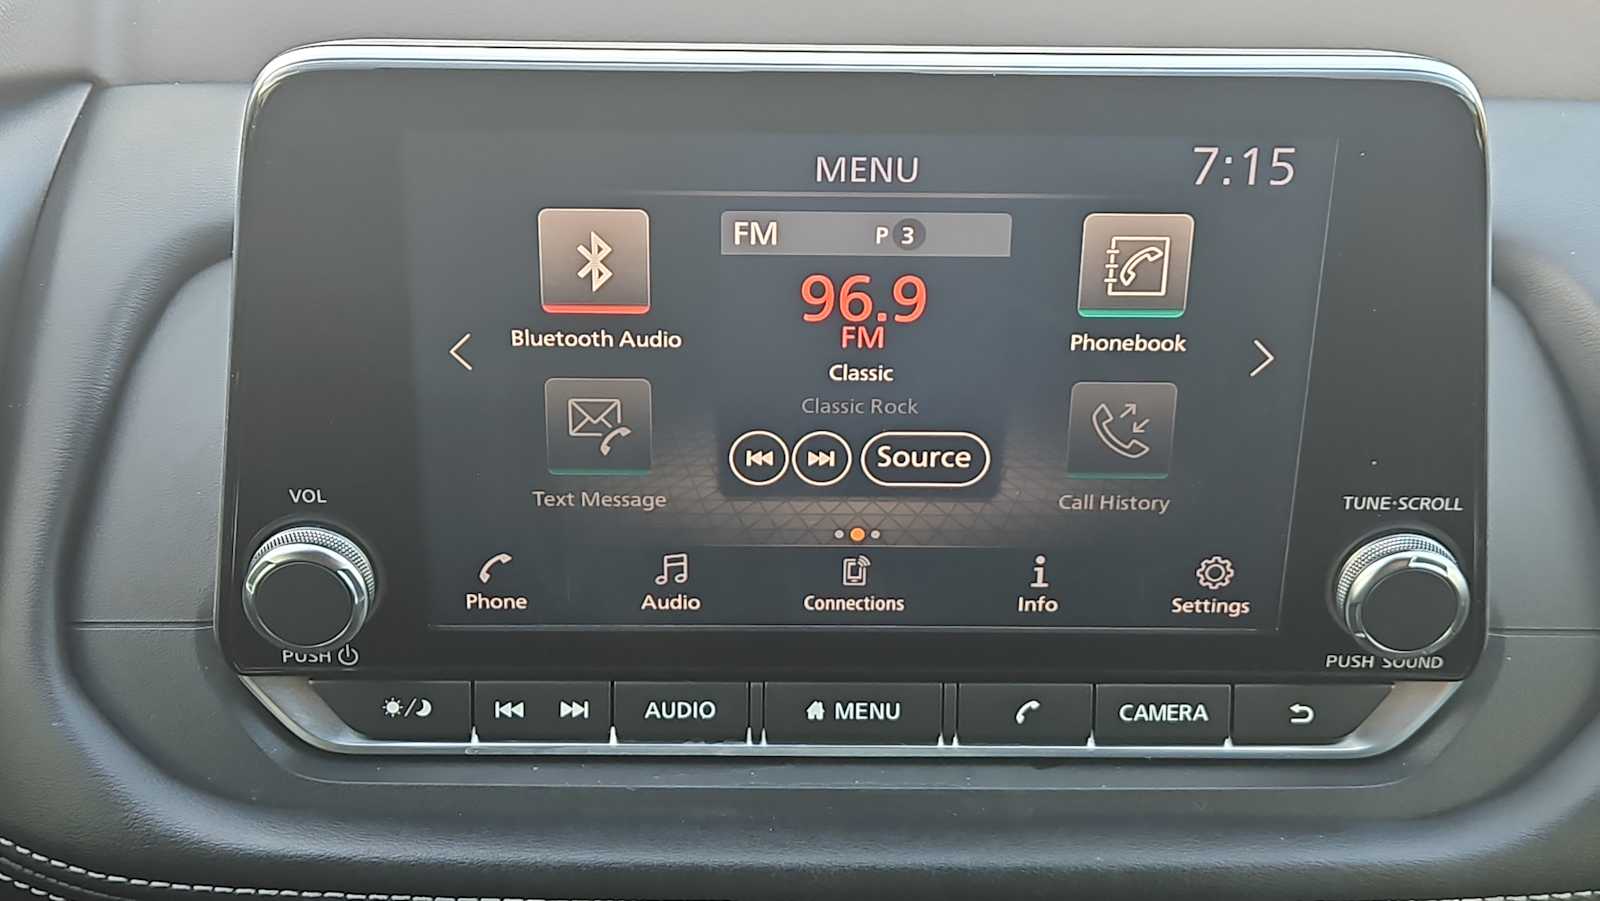 MENU
7:15
FM P 3
96.9
FM
Classic
Classic Rock
Source
Bluetooth Audio
Phonebook
Text Message
Call History
Phone
Audio
Connections
Info
Settings
VOL
PUSH
TUNE·SCROLL
PUSH SOUND
AUDIO
MENU
CAMERA